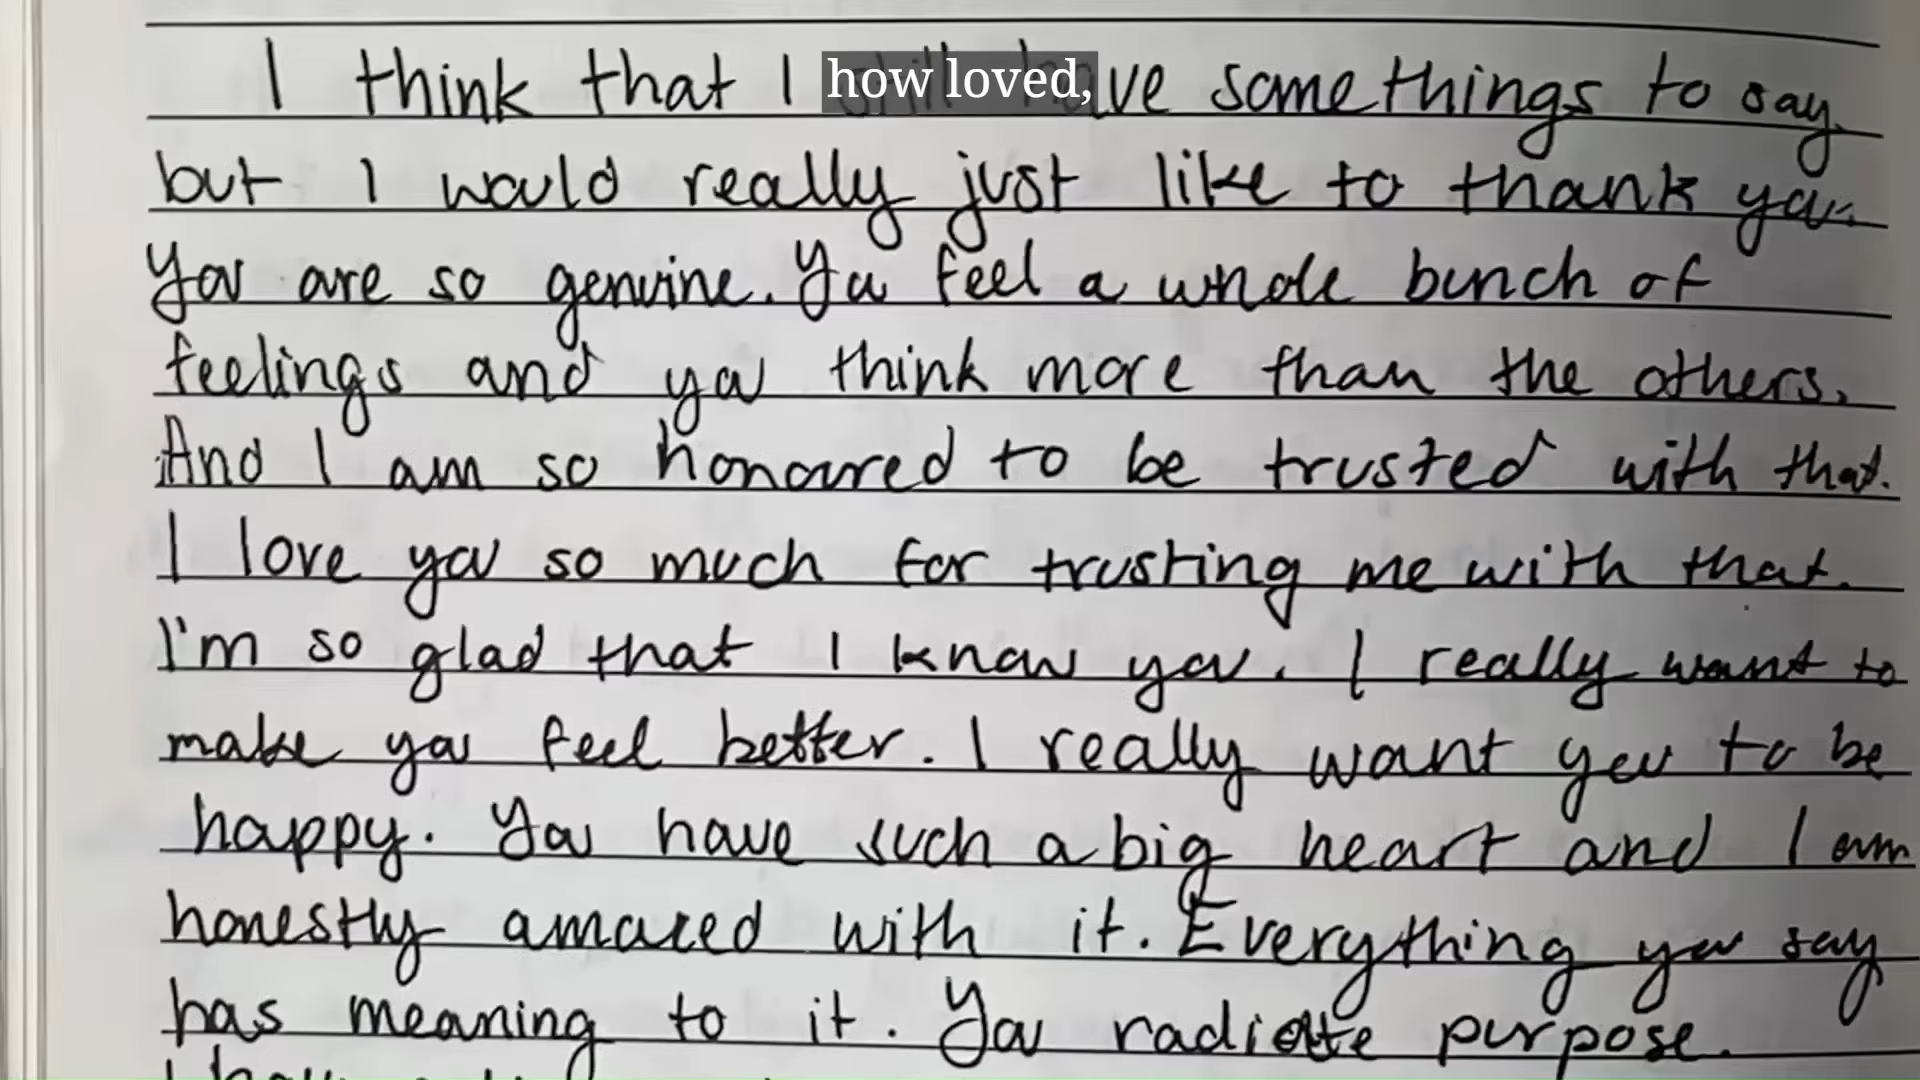 how loved,
I think that I still have somethings to say
but I would really just like to thank you.
You are so genuine. You feel a whole bunch of
feelings and you think more than the others.
And I am so honoured to be trusted with that.
I love you so much for trusting me with that.
I'm so glad that I know you. I really want to
make you feel better. I really want you to be
happy. You have such a big heart and I am
honestly amazed with it. Everything you say
has meaning to it. You radiate purpose.